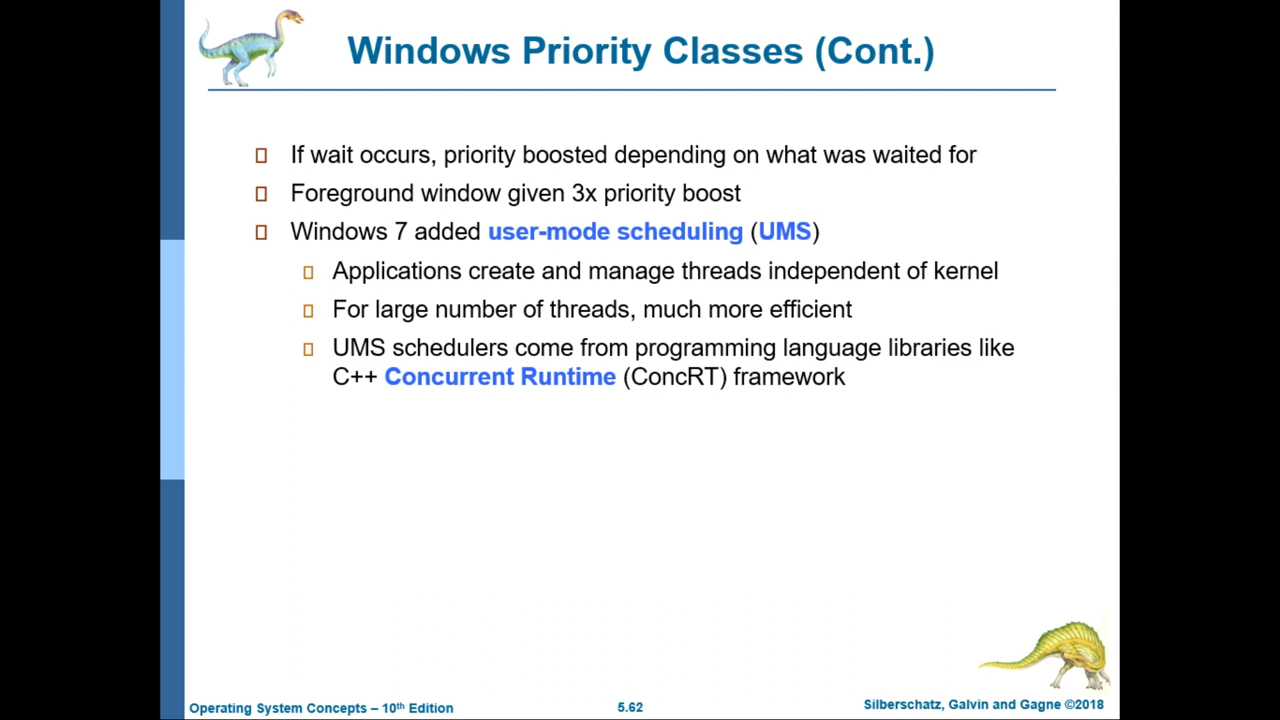 Windows Priority Classes (Cont.)
If wait occurs, priority boosted depending on what was waited for
Foreground window given 3x priority boost
Windows 7 added user-mode scheduling (UMS)
Applications create and manage threads independent of kernel
For large number of threads, much more efficient
UMS schedulers come from programming language libraries like
C++ Concurrent Runtime (ConcRT) framework
Operating System Concepts – 10th Edition
5.62
Silberschatz, Galvin and Gagne ©2018